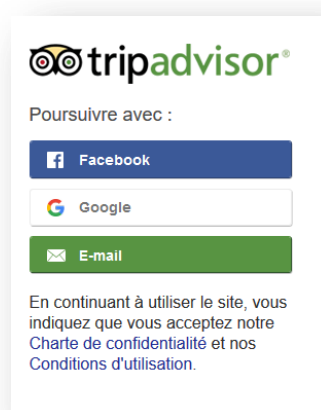 tripadvisor®
Poursuivre avec :
Facebook
Google
E-mail
En continuant à utiliser le site, vous
indiquez que vous acceptez notre
Charte de confidentialité et nos
Conditions d'utilisation.